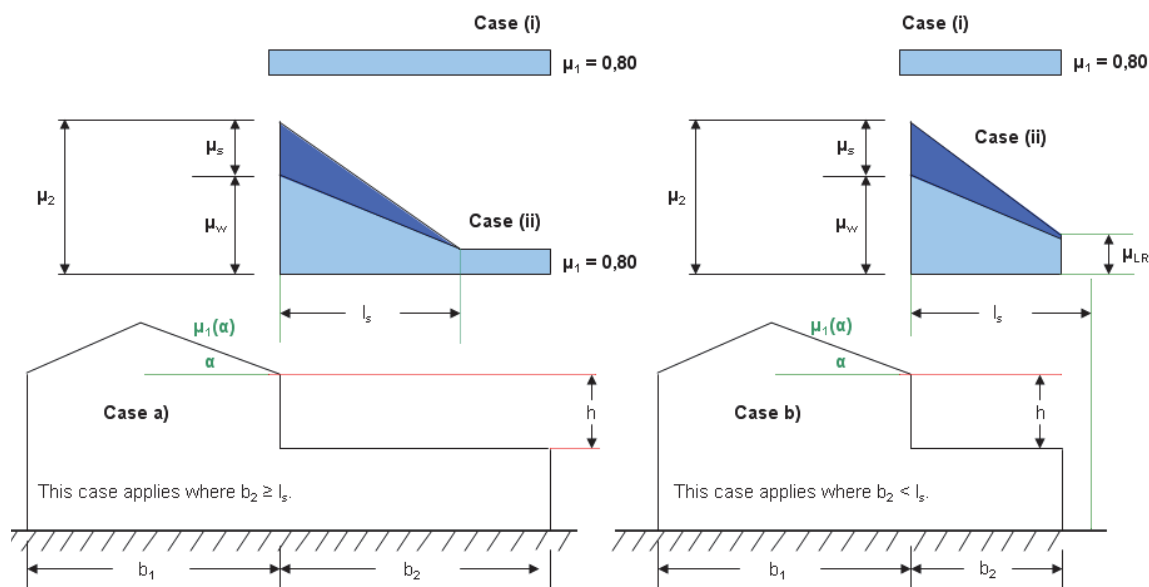 Case (i)
μ₁ = 0,80
μₛ
μ₂
μw
Case (ii)
μ₁ = 0,80
lₛ
μ₁(α)
α
Case a)
h
This case applies where b₂ ≥ lₛ.
b₁
b₂
Case (i)
μ₁ = 0,80
μₛ
Case (ii)
μ₂
μw
μLR
lₛ
μ₁(α)
α
Case b)
h
This case applies where b₂ < lₛ.
b₁
b₂